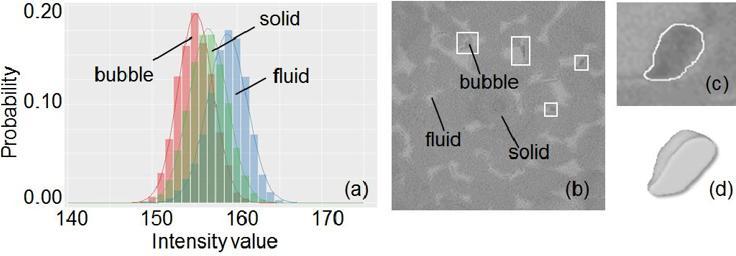 0.20
0.10
0.00
Probability
140
150
160
170
Intensity value
bubble
solid
fluid
(a)
bubble
fluid
solid
(b)
(c)
(d)